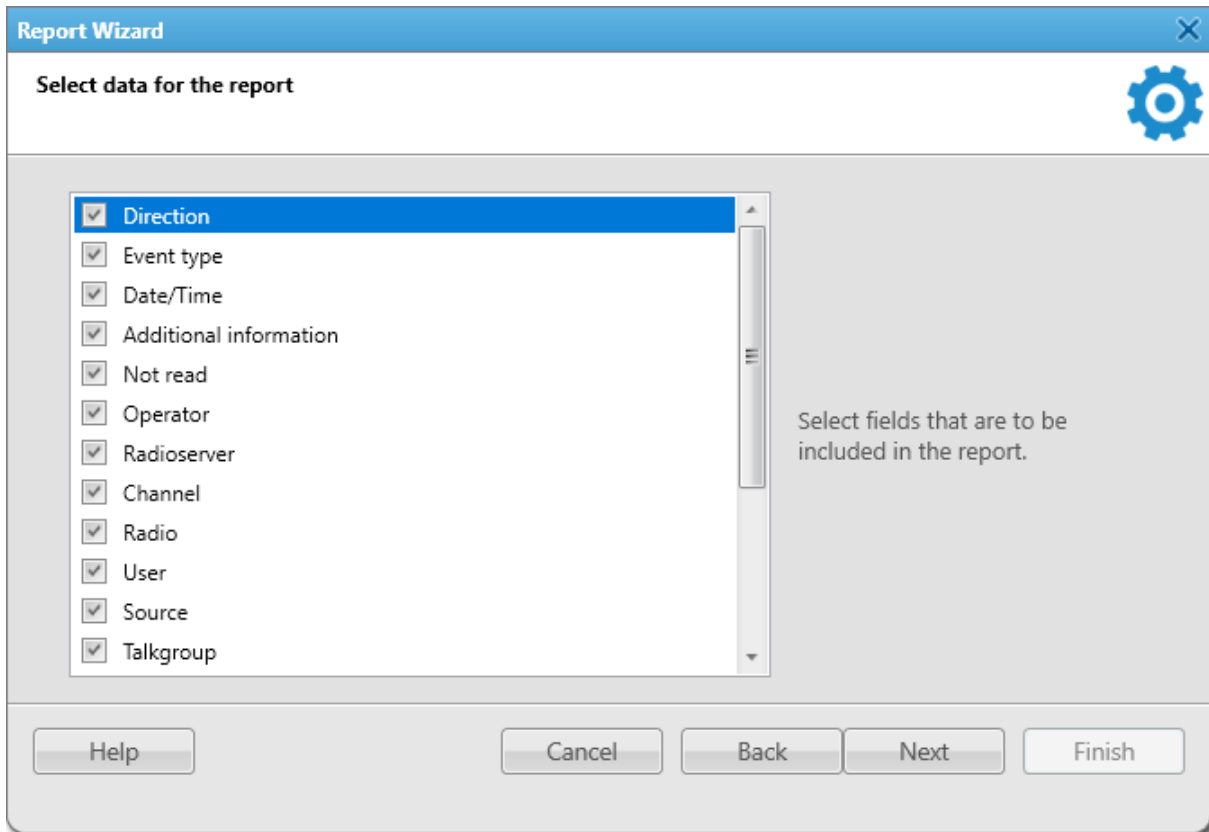 Report Wizard
Select data for the report
Direction
Event type
Date/Time
Additional information
Not read
Operator
Radioserver
Channel
Radio
User
Source
Talkgroup
Select fields that are to be
included in the report.
Help
Cancel
Back
Next
Finish